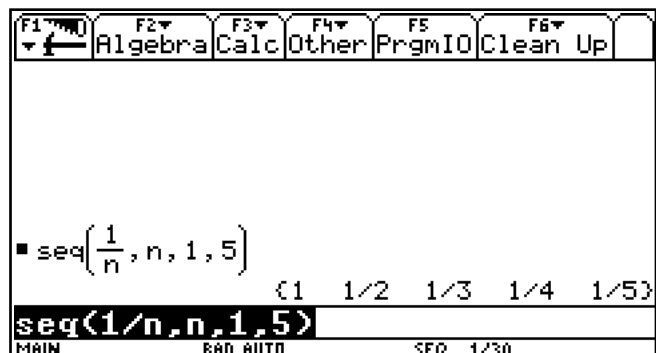 F1 F2 F3 F4 F5 F6
Algebra Calc Other PrgmIO Clean Up
seq(1/n, n, 1, 5)
{1 1/2 1/3 1/4 1/5}
seq(1/n,n,1,5)
MAIN RAD AUTO SEQ 1/30